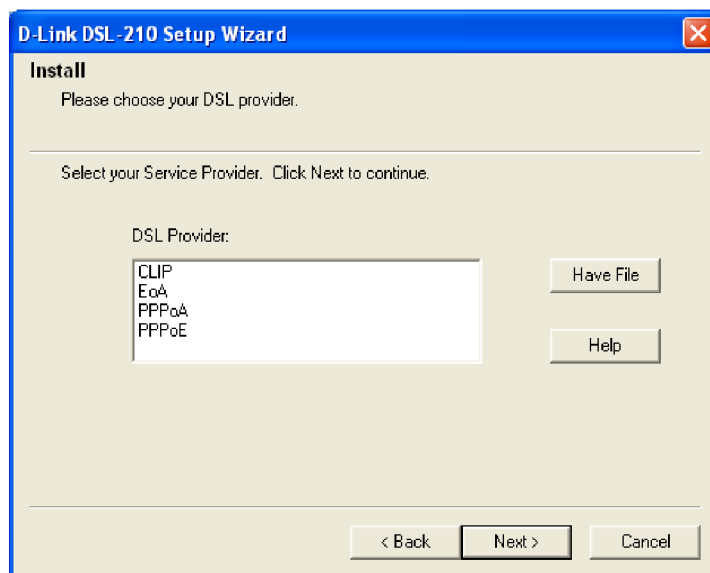 D-Link DSL-210 Setup Wizard
Install
Please choose your DSL provider.
Select your Service Provider. Click Next to continue.
DSL Provider:
CLIP
EoA
PPPoA
PPPoE
Have File
Help
< Back
Next >
Cancel